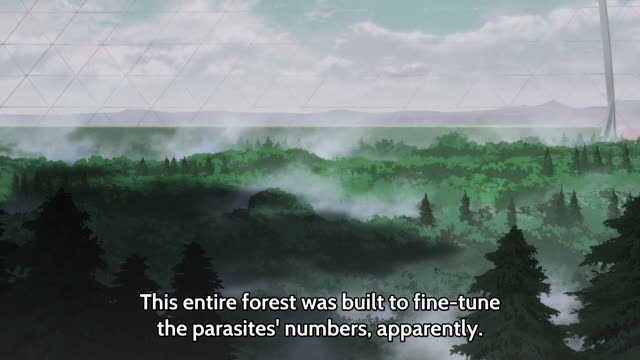 This entire forest was built to fine-tune
the parasites' numbers, apparently.